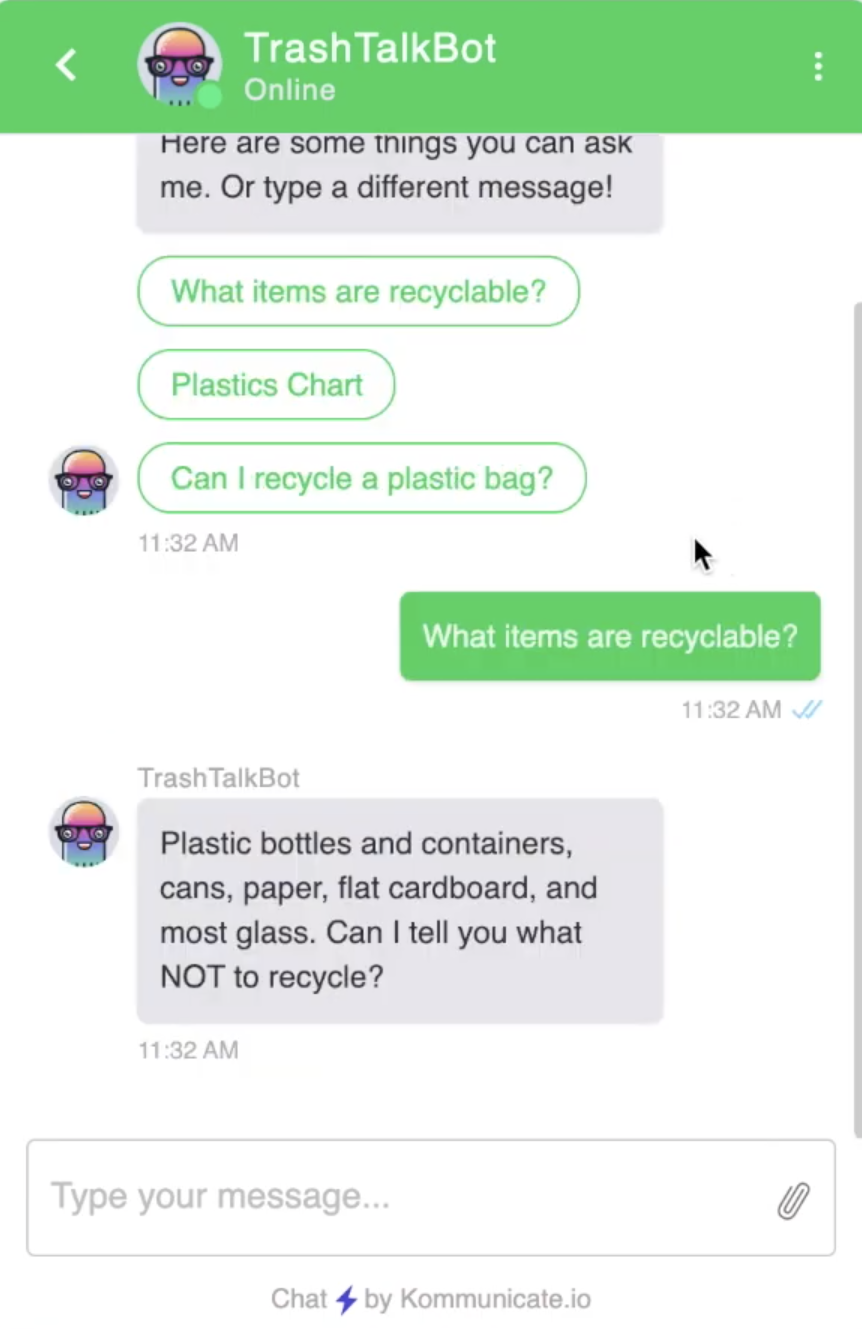 TrashTalkBot
Online
Here are some things you can ask
me. Or type a different message!
What items are recyclable?
Plastics Chart
Can I recycle a plastic bag?
11:32 AM
What items are recyclable?
11:32 AM
TrashTalkBot
Plastic bottles and containers,
cans, paper, flat cardboard, and
most glass. Can I tell you what
NOT to recycle?
11:32 AM
Type your message...
Chat by Kommunicate.io